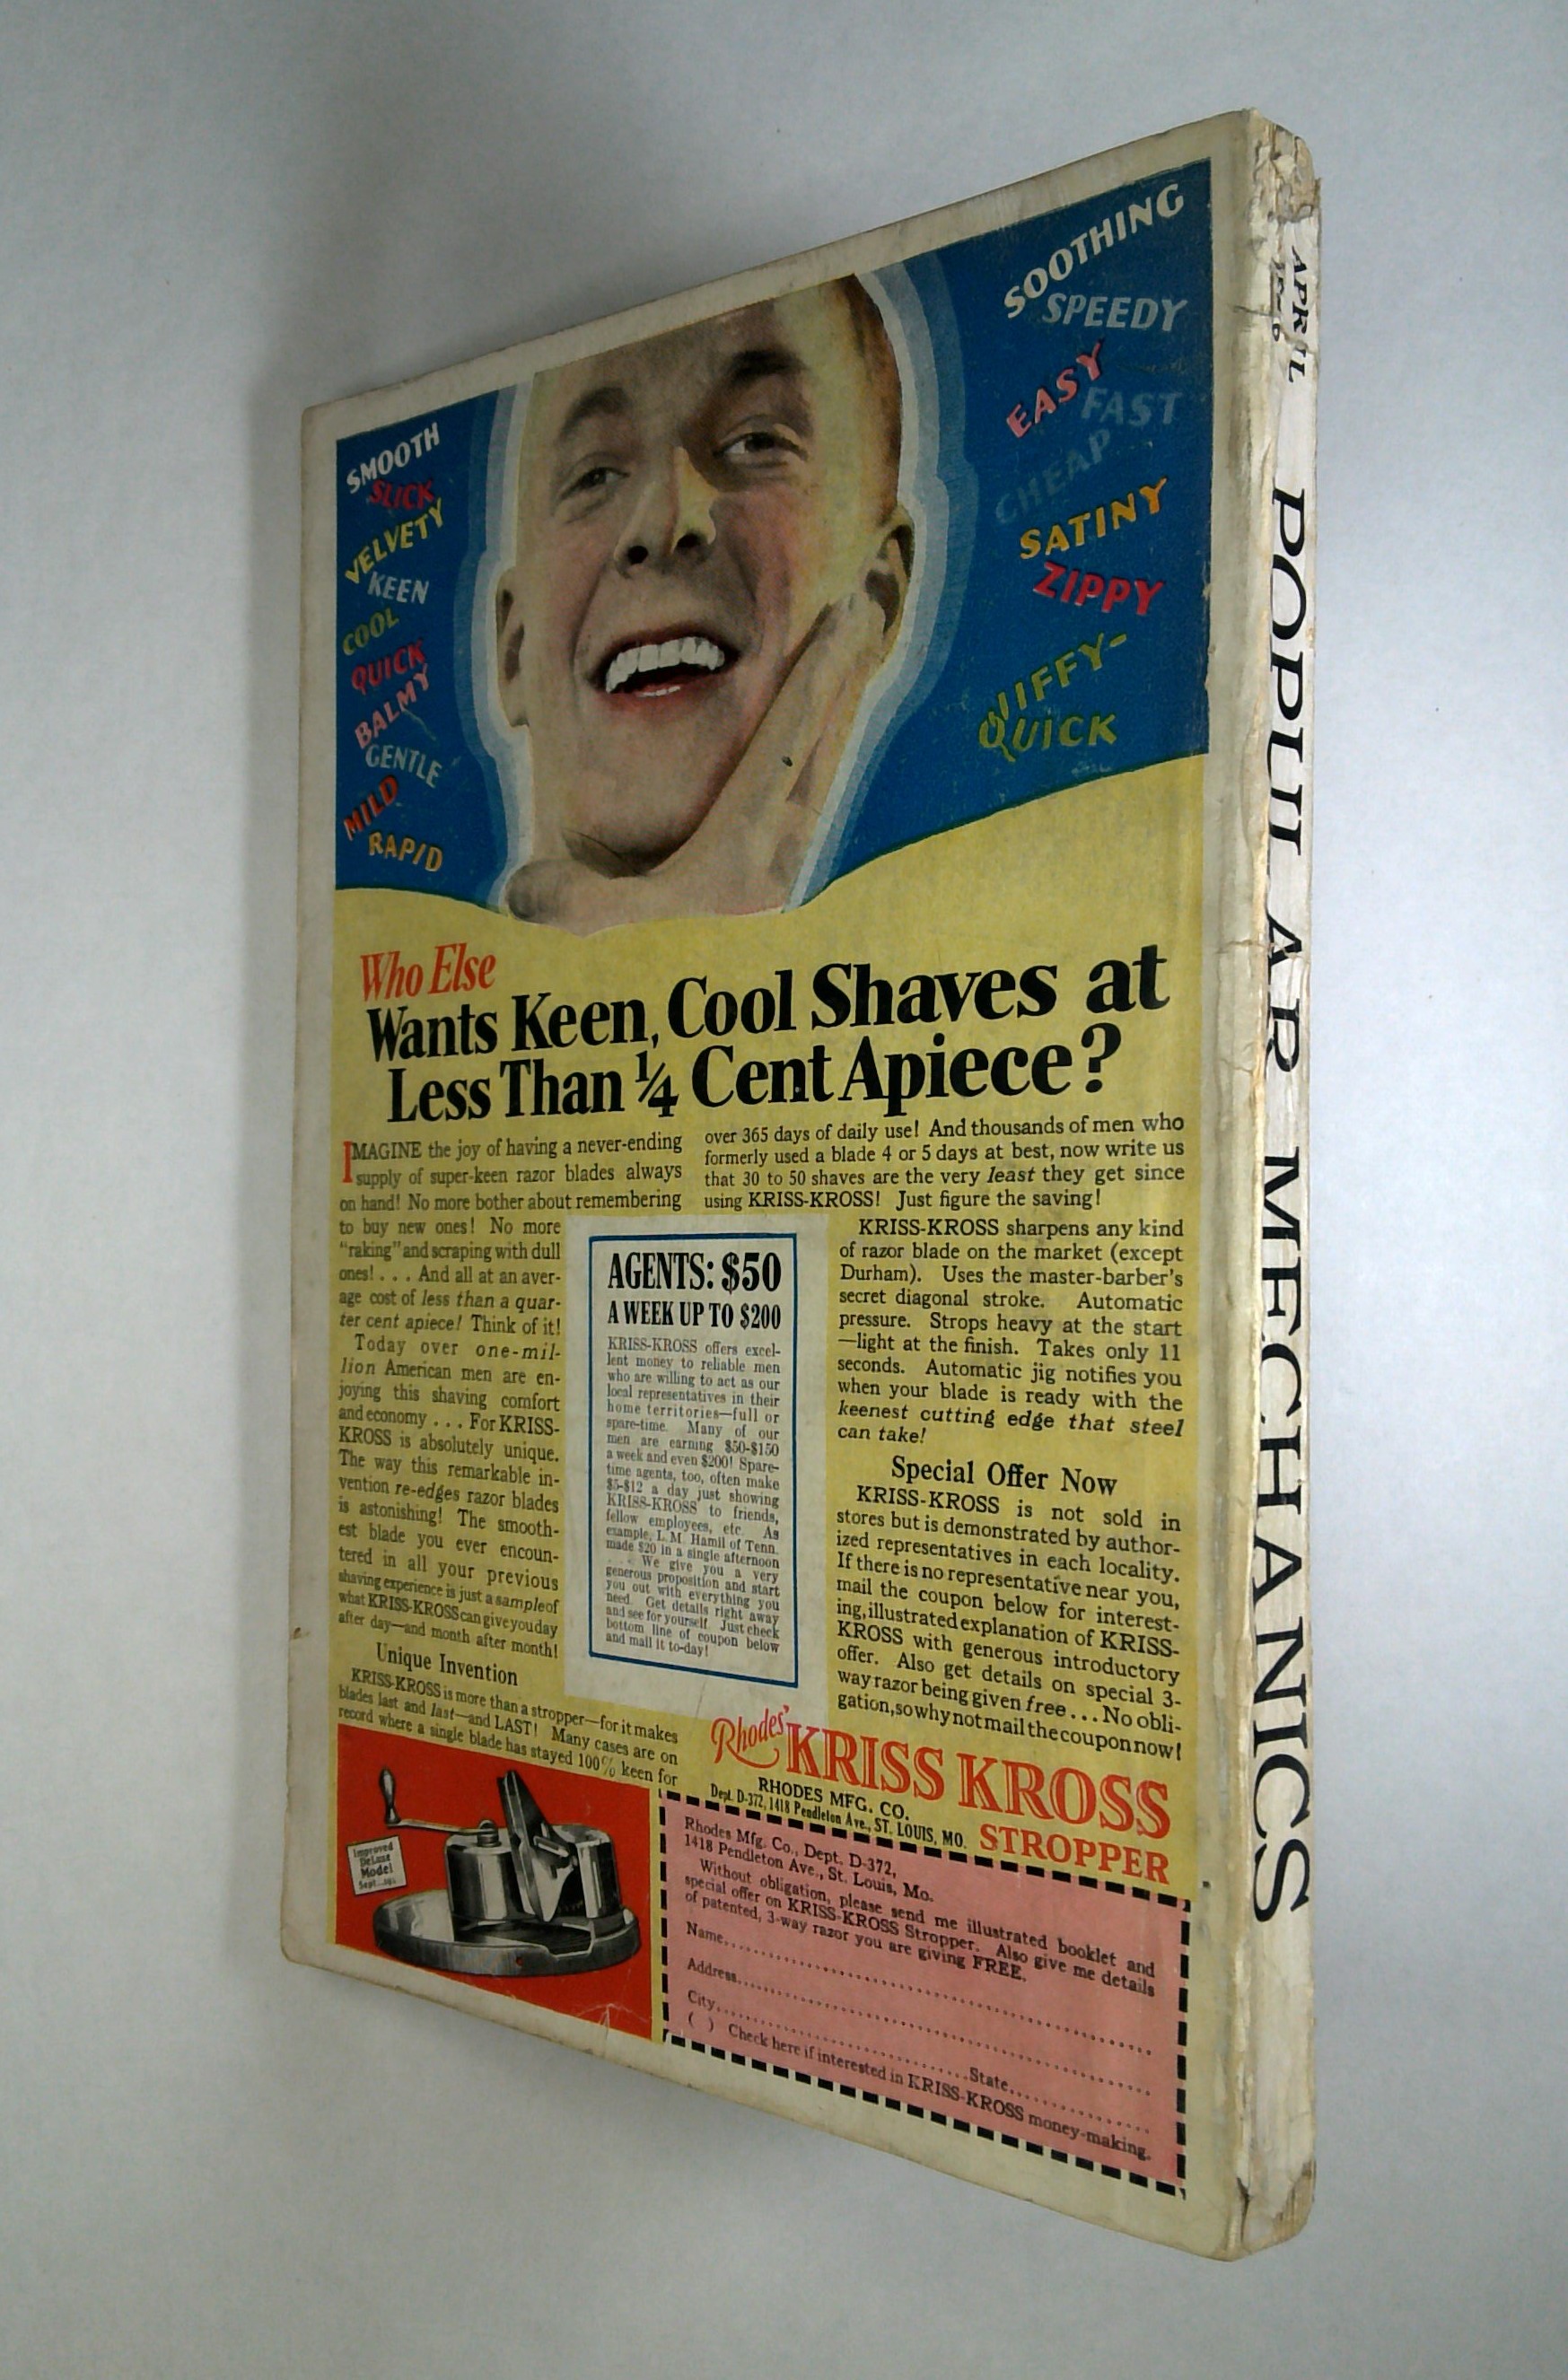 SMOOTH
SLICK
VELVETY
KEEN
COOL
QUICK
BALMY
GENTLE
MILD
RAPID
SOOTHING
SPEEDY
EASY
FAST
CHEAP
SATINY
ZIPPY
JIFFY-
QUICK
Who Else
Wants Keen, Cool Shaves at
Less Than ¼ Cent Apiece?
IMAGINE the joy of having a never-ending
supply of super-keen razor blades always
on hand! No more bother about remembering
to buy new ones! No more
"raking" and scraping with dull
ones! . . . And all at an aver-
age cost of less than a quar-
ter cent apiece! Think of it!
Today over one-mil-
lion American men are en-
joying this shaving comfort
and economy . . . For KRISS-
KROSS is absolutely unique.
The way this remarkable in-
vention re-edges razor blades
is astonishing! The smooth-
est blade you ever encoun-
tered in all your previous
shaving experience is just a sample of
what KRISS-KROSS can give you day
after day—and month after month!
Unique Invention
KRISS-KROSS is more than a stropper—for it makes
blades last and last—and LAST! Many cases are on
record where a single blade has stayed 100% keen for
over 365 days of daily use! And thousands of men who
formerly used a blade 4 or 5 days at best, now write us
that 30 to 50 shaves are the very least they get since
using KRISS-KROSS! Just figure the saving!
KRISS-KROSS sharpens any kind
of razor blade on the market (except
Durham). Uses the master-barber's
secret diagonal stroke. Automatic
pressure. Strops heavy at the start
—light at the finish. Takes only 11
seconds. Automatic jig notifies you
when your blade is ready with the
keenest cutting edge that steel
can take!
Special Offer Now
KRISS-KROSS is not sold in
stores but is demonstrated by author-
ized representatives in each locality.
If there is no representative near you,
mail the coupon below for interest-
ing, illustrated explanation of KRISS-
KROSS with generous introductory
offer. Also get details on special 3-
way razor being given free . . . No obli-
gation, so why not mail the coupon now!
AGENTS: $50
A WEEK UP TO $200
KRISS-KROSS offers excel-
lent money to reliable men
who are willing to act as our
local representatives in their
home territories—full or
spare-time. Many of our
men are earning $50-$150
a week and even $200! Spare-
time agents, too, often make
$5-$12 a day just showing
KRISS-KROSS to friends,
fellow employees, etc. As
example, L. M. Hamil of Tenn.
made $20 in a single afternoon
. . . We give you a very
generous proposition and start
you out with everything you
need. Get details right away
and see for yourself. Just check
bottom line of coupon below
and mail it to-day!
Rhodes' KRISS KROSS
STROPPER
RHODES MFG. CO.
Dept. D-372, 1418 Pendleton Ave., ST. LOUIS, MO.
Improved
DeLuxe
Model
Rhodes Mfg. Co., Dept. D-372,
1418 Pendleton Ave., St. Louis, Mo.
Without obligation, please send me illustrated booklet and
special offer on KRISS-KROSS Stropper. Also give me details
of patented, 3-way razor you are giving FREE.
Name
Address
City State
( ) Check here if interested in KRISS-KROSS money-making.
APRIL
POPULAR MECHANICS